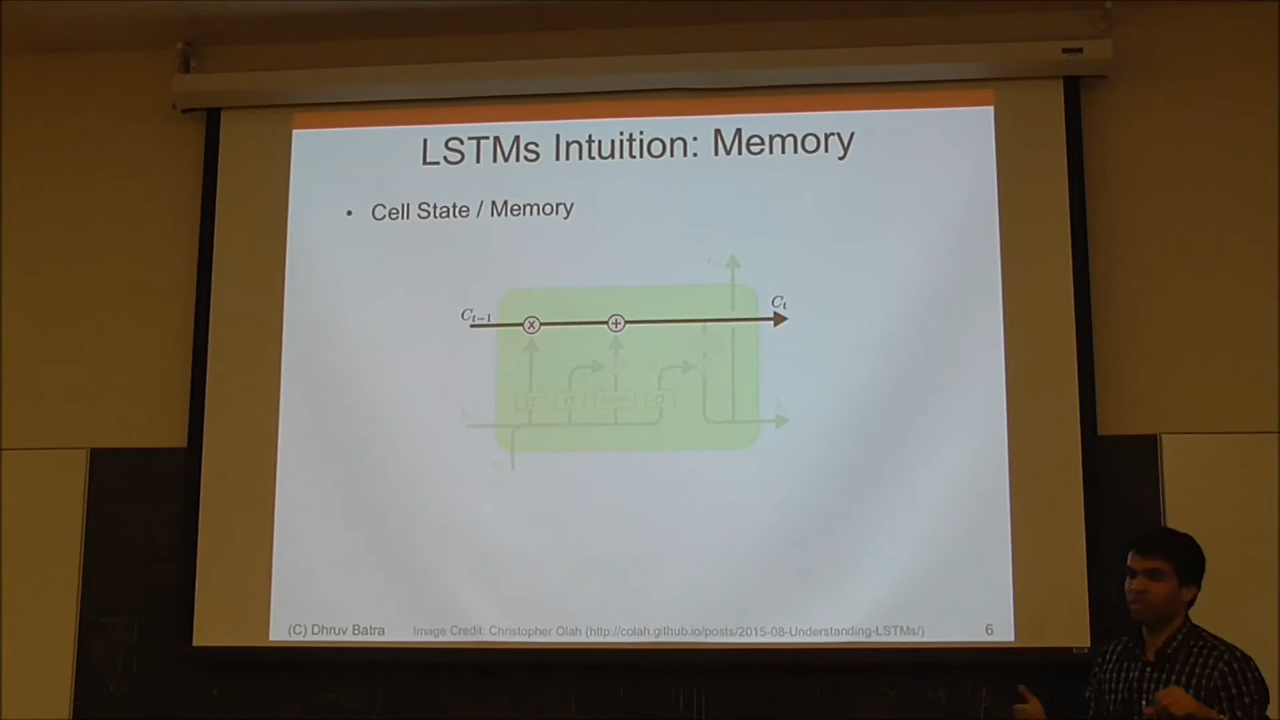 LSTMs Intuition: Memory
• Cell State / Memory
C_{t-1}
C_t
x
+
(C) Dhruv Batra
Image Credit: Christopher Olah (http://colah.github.io/posts/2015-08-Understanding-LSTMs/)
6